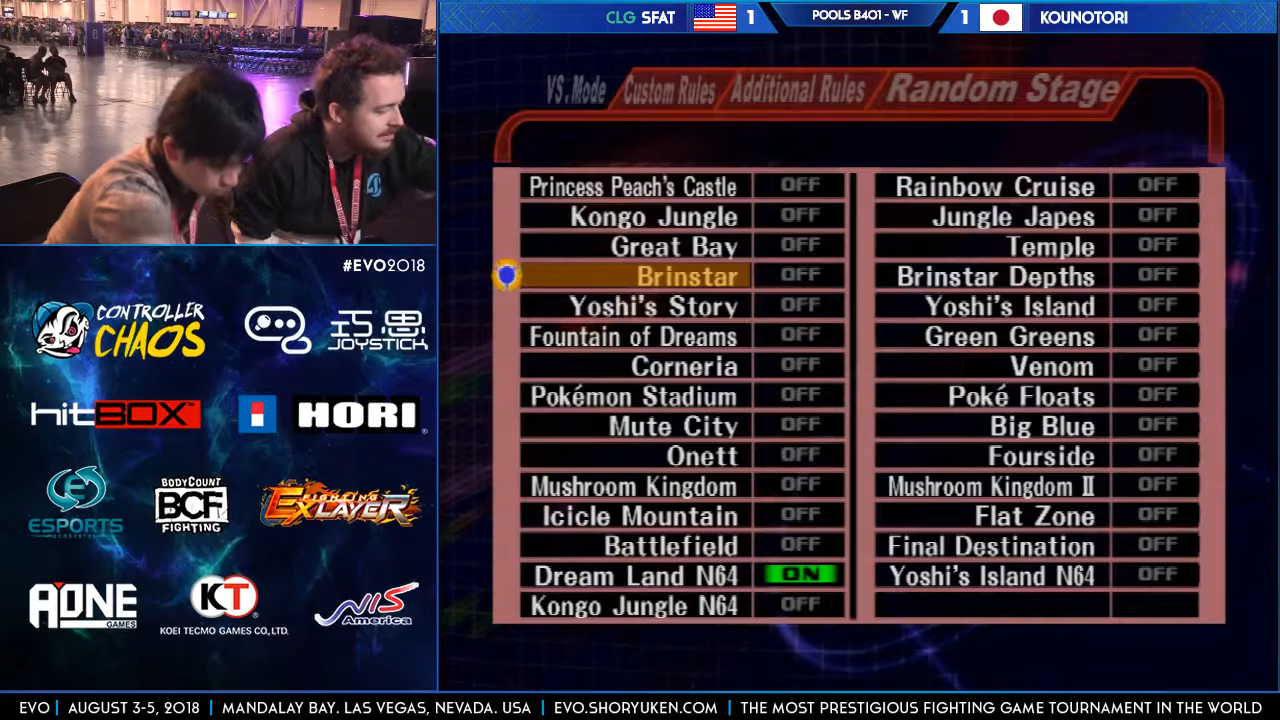 CLG SFAT 1 POOLS B401 - WF 1 KOUNOTORI
VS. Mode Custom Rules Additional Rules Random Stage
Princess Peach's Castle OFF Rainbow Cruise OFF
Kongo Jungle OFF Jungle Japes OFF
Great Bay OFF Temple OFF
Brinstar OFF Brinstar Depths OFF
Yoshi's Story OFF Yoshi's Island OFF
Fountain of Dreams OFF Green Greens OFF
Corneria OFF Venom OFF
Pokémon Stadium OFF Poké Floats OFF
Mute City OFF Big Blue OFF
Onett OFF Fourside OFF
Mushroom Kingdom OFF Mushroom Kingdom II OFF
Icicle Mountain OFF Flat Zone OFF
Battlefield OFF Final Destination OFF
Dream Land N64 ON Yoshi's Island N64 OFF
Kongo Jungle N64 OFF
#EVO2018
CONTROLLER CHAOS
巧思
JOYSTICK
hitBOX
HORI
ESPORTS
ECOSYSTEM
BODYCOUNT
BCF
FIGHTING
FIGHTING
EX LAYER
AONE
GAMES
KT
KOEI TECMO GAMES CO., LTD.
NIS
America
EVO | AUGUST 3-5, 2018 | MANDALAY BAY. LAS VEGAS, NEVADA. USA | EVO.SHORYUKEN.COM | THE MOST PRESTIGIOUS FIGHTING GAME TOURNAMENT IN THE WORLD